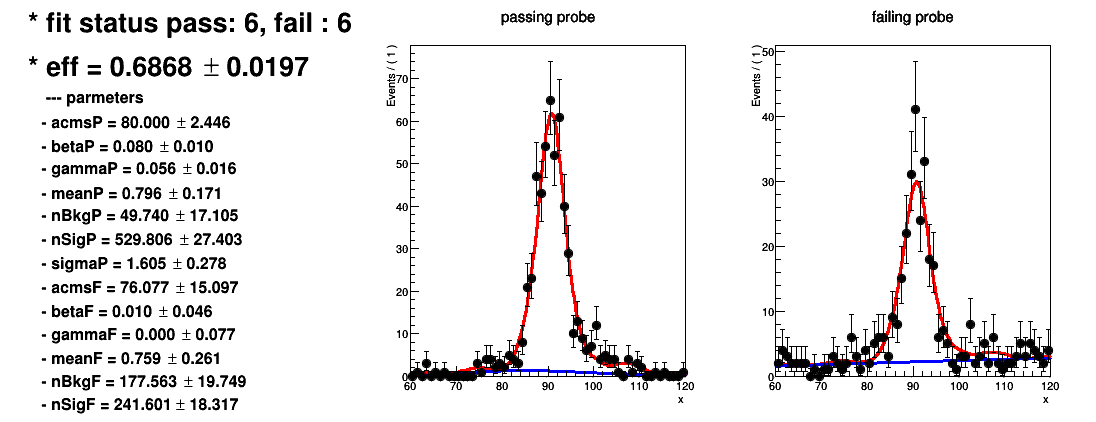 * fit status pass: 6, fail : 6
* eff = 0.6868 ± 0.0197
--- parmeters
- acmsP = 80.000 ± 2.446
- betaP = 0.080 ± 0.010
- gammaP = 0.056 ± 0.016
- meanP = 0.796 ± 0.171
- nBkgP = 49.740 ± 17.105
- nSigP = 529.806 ± 27.403
- sigmaP = 1.605 ± 0.278
- acmsF = 76.077 ± 15.097
- betaF = 0.010 ± 0.046
- gammaF = 0.000 ± 0.077
- meanF = 0.759 ± 0.261
- nBkgF = 177.563 ± 19.749
- nSigF = 241.601 ± 18.317
passing probe
Events / ( 1 )
70
60
50
40
30
20
10
0
60 70 80 90 100 110 120
x
failing probe
Events / ( 1 )
50
40
30
20
10
0
60 70 80 90 100 110 120
x